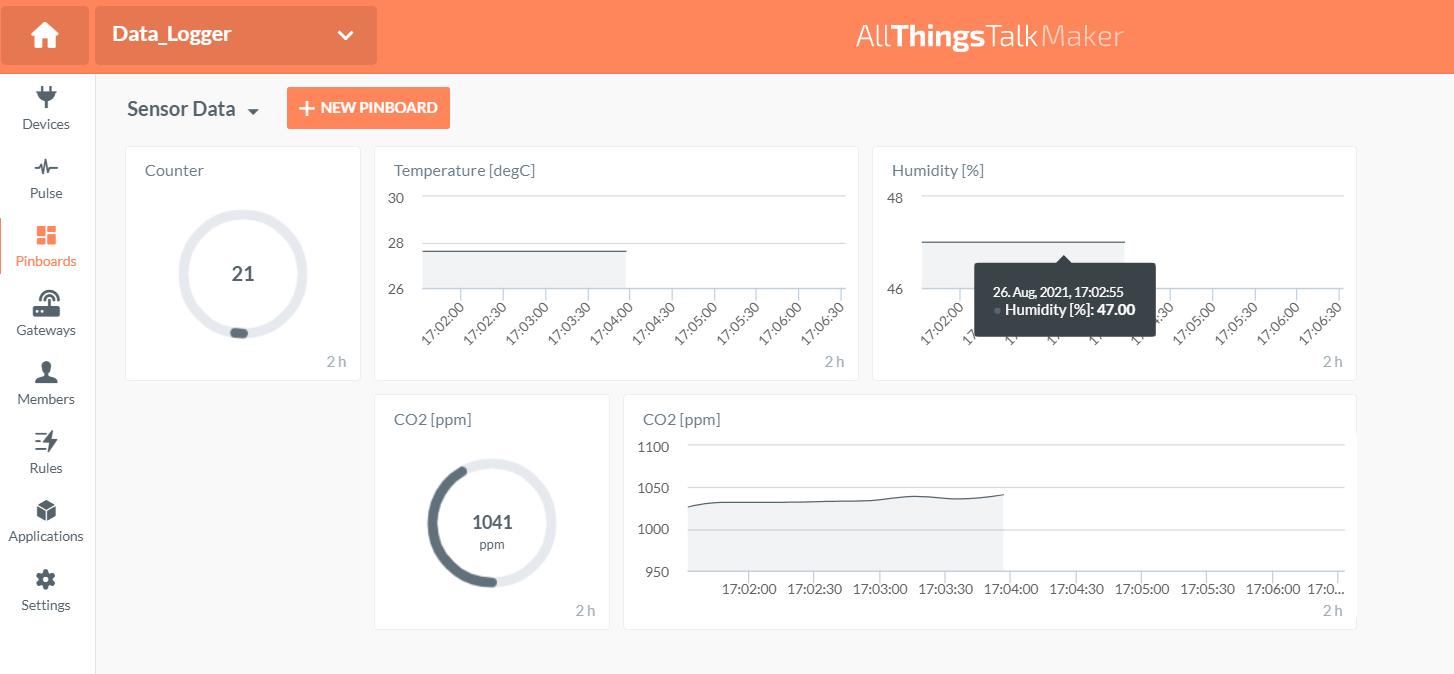 Data_Logger
AllThingsTalkMaker
Devices
Pulse
Pinboards
Gateways
Members
Rules
Applications
Settings
Sensor Data
+ NEW PINBOARD
Counter
21
2 h
Temperature [degC]
30
28
26
17:02:00 17:02:30 17:03:00 17:03:30 17:04:00 17:04:30 17:05:00 17:05:30 17:06:00 17:06:30
2 h
Humidity [%]
48
46
26. Aug, 2021, 17:02:55
Humidity [%]: 47.00
17:02:00 17:05:00 17:05:30 17:06:00 17:06:30
2 h
CO2 [ppm]
1041
ppm
2 h
CO2 [ppm]
1100
1050
1000
950
17:02:00 17:02:30 17:03:00 17:03:30 17:04:00 17:04:30 17:05:00 17:05:30 17:06:00 17:0...
2 h